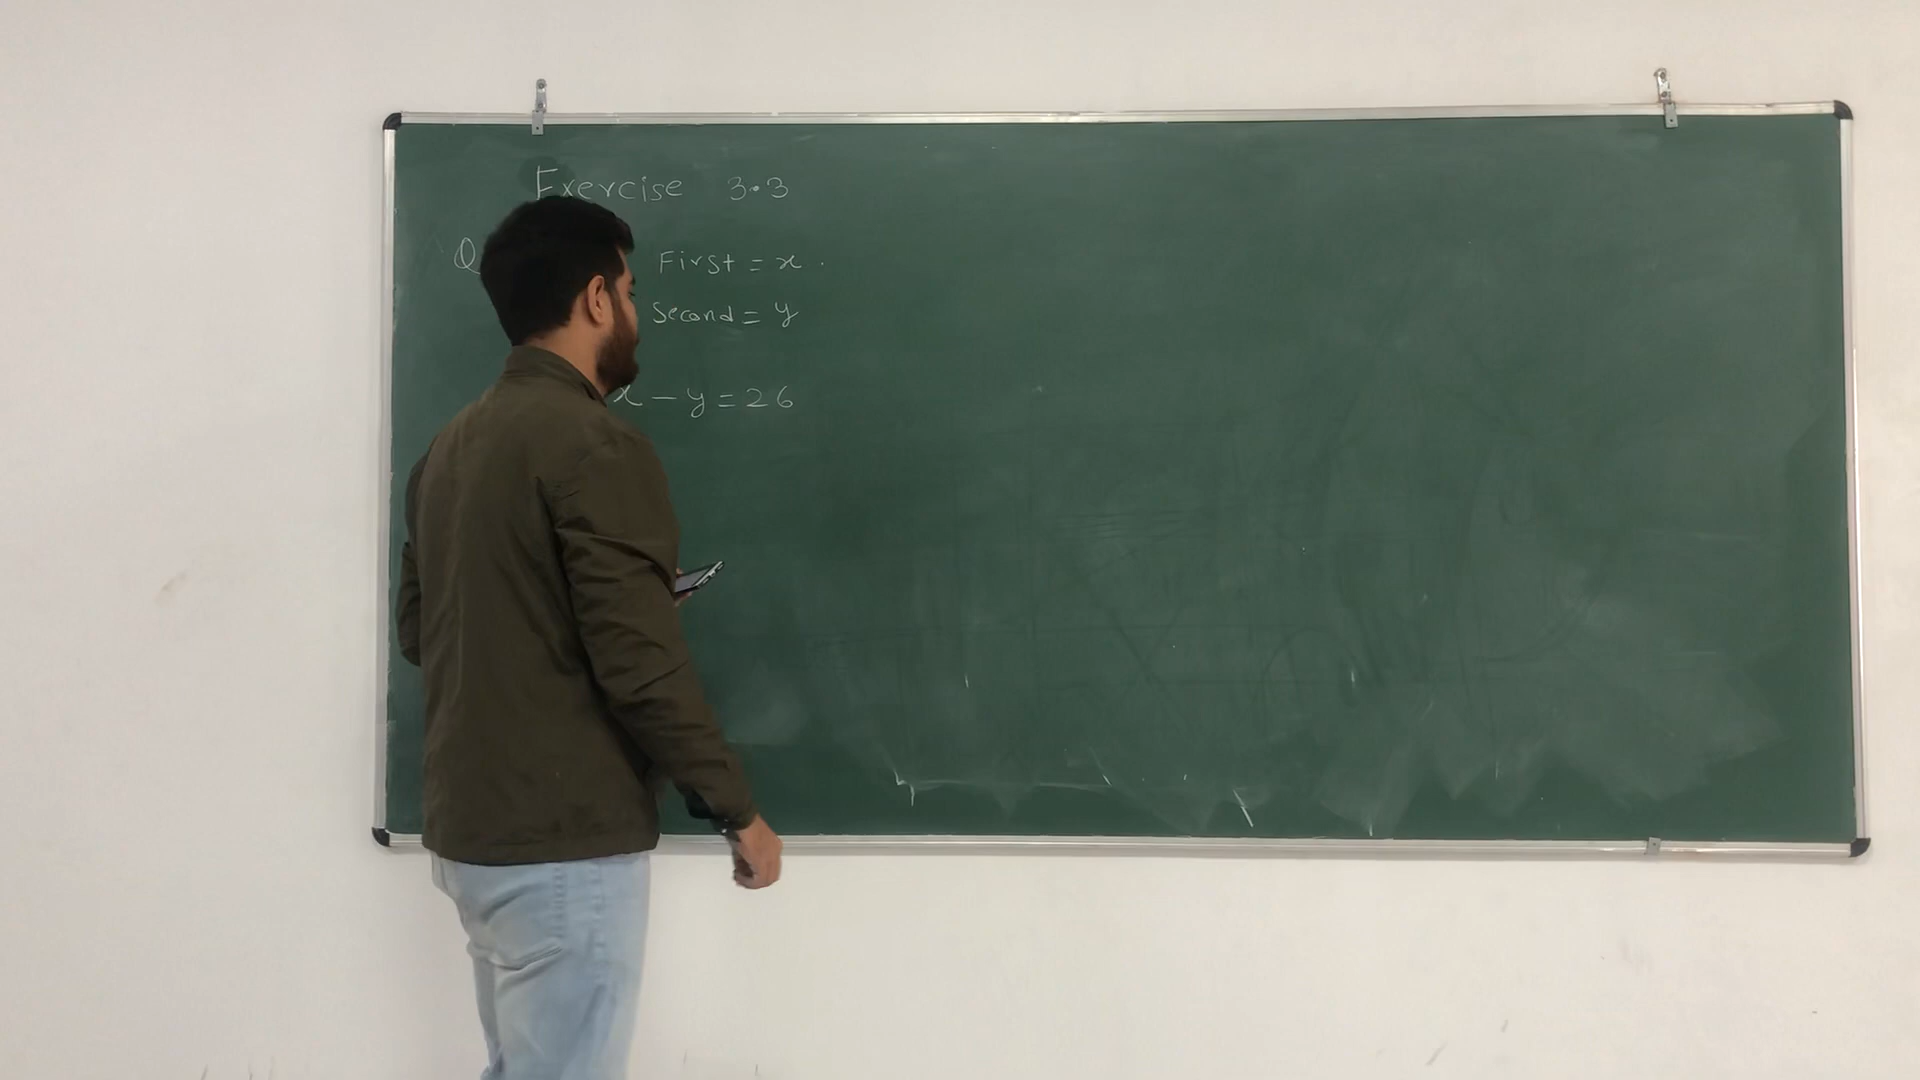 Exercise 3.3
Q First = x .
Second = y
x - y = 26